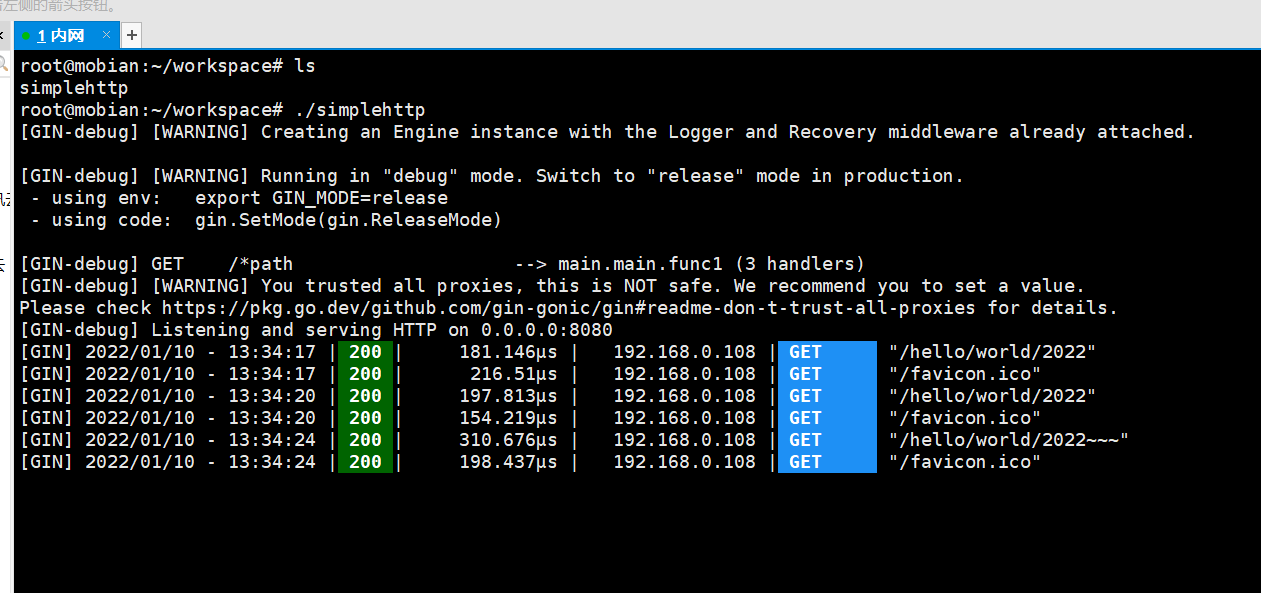 左侧的箭头按钮。
1 内网 × +
root@mobian:~/workspace# ls
simplehttp
root@mobian:~/workspace# ./simplehttp
[GIN-debug] [WARNING] Creating an Engine instance with the Logger and Recovery middleware already attached.
[GIN-debug] [WARNING] Running in "debug" mode. Switch to "release" mode in production.
 - using env:   export GIN_MODE=release
 - using code:  gin.SetMode(gin.ReleaseMode)
[GIN-debug] GET    /*path                    --> main.main.func1 (3 handlers)
[GIN-debug] [WARNING] You trusted all proxies, this is NOT safe. We recommend you to set a value.
Please check https://pkg.go.dev/github.com/gin-gonic/gin#readme-don-t-trust-all-proxies for details.
[GIN-debug] Listening and serving HTTP on 0.0.0.0:8080
[GIN] 2022/01/10 - 13:34:17 | 200 |     181.146µs |   192.168.0.108 | GET      "/hello/world/2022"
[GIN] 2022/01/10 - 13:34:17 | 200 |      216.51µs |   192.168.0.108 | GET      "/favicon.ico"
[GIN] 2022/01/10 - 13:34:20 | 200 |     197.813µs |   192.168.0.108 | GET      "/hello/world/2022"
[GIN] 2022/01/10 - 13:34:20 | 200 |     154.219µs |   192.168.0.108 | GET      "/favicon.ico"
[GIN] 2022/01/10 - 13:34:24 | 200 |     310.676µs |   192.168.0.108 | GET      "/hello/world/2022~~~"
[GIN] 2022/01/10 - 13:34:24 | 200 |     198.437µs |   192.168.0.108 | GET      "/favicon.ico"